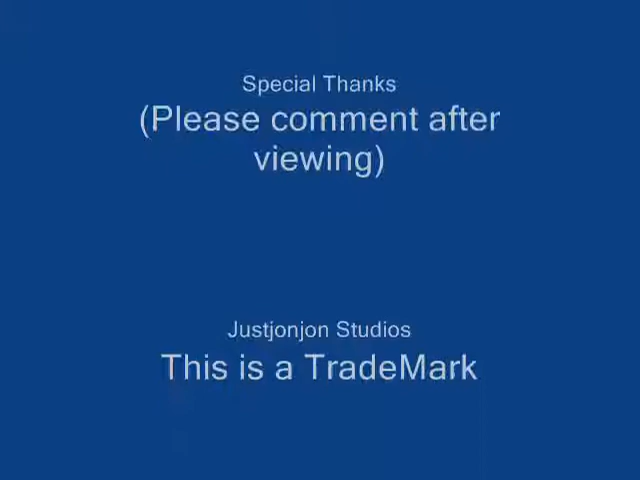 Special Thanks
(Please comment after
viewing)
Justjonjon Studios
This is a TradeMark